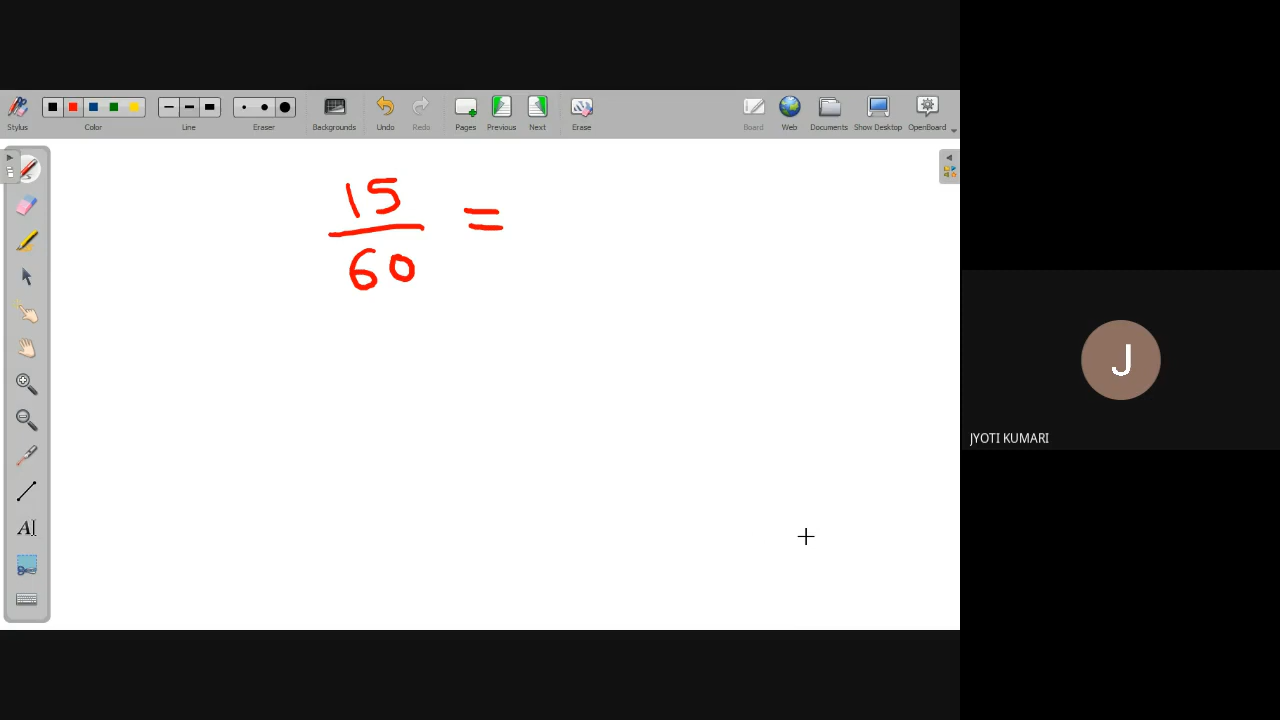 Stylus Color Line Eraser Backgrounds Undo Redo Pages Previous Next Erase Board Web Documents Show Desktop OpenBoard
15
=
60
AI
J
JYOTI KUMARI